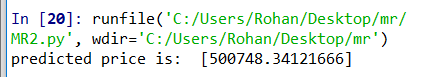 In [20]: runfile('C:/Users/Rohan/Desktop/mr/
MR2.py', wdir='C:/Users/Rohan/Desktop/mr')
predicted price is:  [500748.34121666]